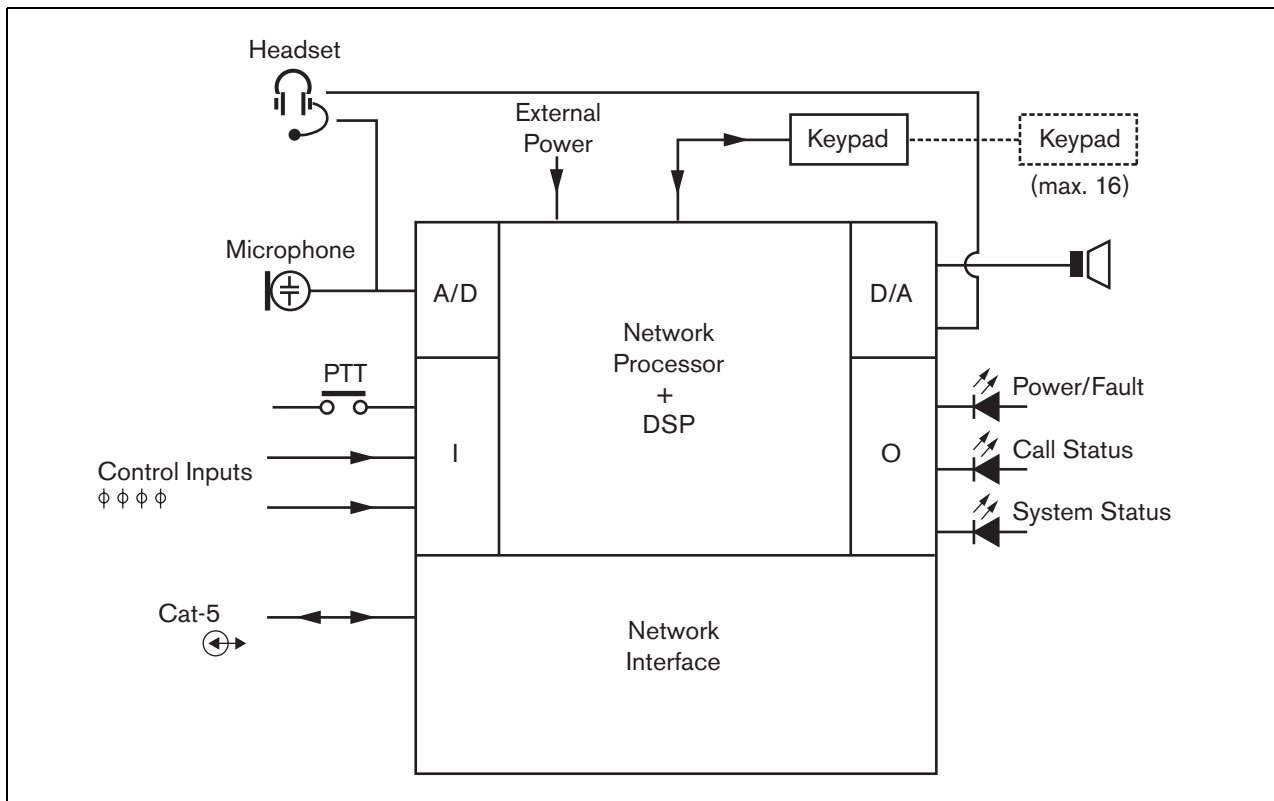 Headset
External
Power
Keypad
Keypad
(max. 16)
Microphone
A/D
D/A
Network
Processor
+
DSP
PTT
Power/Fault
I
O
Call Status
Control Inputs
System Status
Cat-5
Network
Interface